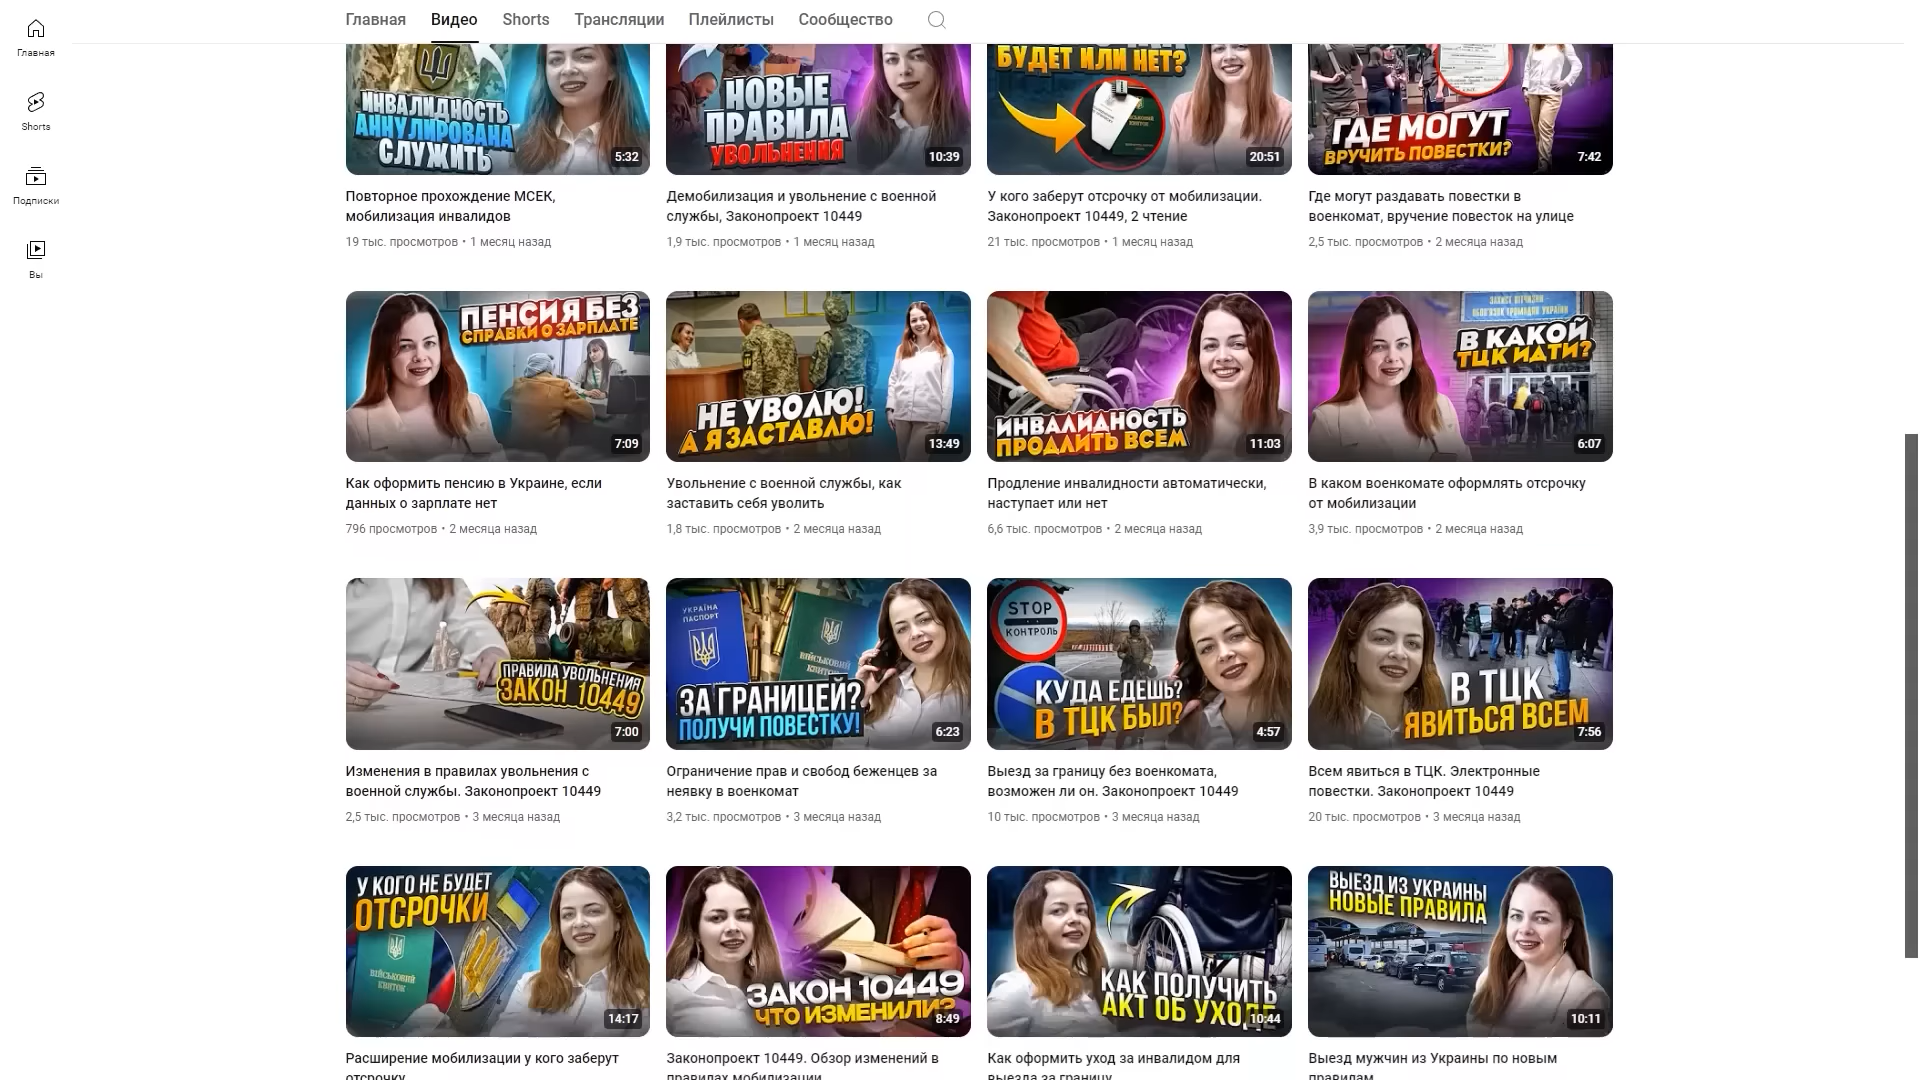 Главная
Видео
Shorts
Трансляции
Плейлисты
Сообщество
Главная
Shorts
Подписки
Вы
ИНВАЛИДНОСТЬ
АННУЛИРОВАНА
СЛУЖИТЬ
5:32
НОВЫЕ
ПРАВИЛА
УВОЛЬНЕНИЯ
10:39
БУДЕТ ИЛИ НЕТ?
20:51
ГДЕ МОГУТ
ВРУЧИТЬ ПОВЕСТКИ?
7:42
Повторное прохождение МСЕК,
мобилизация инвалидов
19 тыс. просмотров • 1 месяц назад
Демобилизация и увольнение с военной
службы, Законопроект 10449
1,9 тыс. просмотров • 1 месяц назад
У кого заберут отсрочку от мобилизации.
Законопроект 10449, 2 чтение
21 тыс. просмотров • 1 месяц назад
Где могут раздавать повестки в
военкомат, вручение повесток на улице
2,5 тыс. просмотров • 2 месяца назад
ПЕНСИЯ БЕЗ
СПРАВКИ О ЗАРПЛАТЕ
7:09
НЕ УВОЛЮ!
А Я ЗАСТАВЛЮ!
13:49
ИНВАЛИДНОСТЬ
ПРОДЛИТЬ ВСЕМ
11:03
В КАКОЙ
ТЦК ИДТИ?
6:07
Как оформить пенсию в Украине, если
данных о зарплате нет
796 просмотров • 2 месяца назад
Увольнение с военной службы, как
заставить себя уволить
1,8 тыс. просмотров • 2 месяца назад
Продление инвалидности автоматически,
наступает или нет
6,6 тыс. просмотров • 2 месяца назад
В каком военкомате оформлять отсрочку
от мобилизации
3,9 тыс. просмотров • 2 месяца назад
ПРАВИЛА УВОЛЬНЕНИЯ
ЗАКОН 10449
7:00
УКРАЇНА
ПАСПОРТ
ВІЙСЬКОВИЙ
КВИТОК
ЗА ГРАНИЦЕЙ?
ПОЛУЧИ ПОВЕСТКУ!
6:23
STOP
КОНТРОЛЬ
КУДА ЕДЕШЬ?
В ТЦК БЫЛ?
4:57
В ТЦК
ЯВИТЬСЯ ВСЕМ
7:56
Изменения в правилах увольнения с
военной службы. Законопроект 10449
2,5 тыс. просмотров • 3 месяца назад
Ограничение прав и свобод беженцев за
неявку в военкомат
3,2 тыс. просмотров • 3 месяца назад
Выезд за границу без военкомата,
возможен ли он. Законопроект 10449
10 тыс. просмотров • 3 месяца назад
Всем явиться в ТЦК. Электронные
повестки. Законопроект 10449
20 тыс. просмотров • 3 месяца назад
У КОГО НЕ БУДЕТ
ОТСРОЧКИ
ВІЙСЬКОВИЙ
КВИТОК
14:17
ЗАКОН 10449
ЧТО ИЗМЕНИЛИ?
8:49
КАК ПОЛУЧИТЬ
АКТ ОБ УХОДЕ
10:44
ВЫЕЗД ИЗ УКРАИНЫ
НОВЫЕ ПРАВИЛА
10:11
Расширение мобилизации у кого заберут
отсрочку
Законопроект 10449. Обзор изменений в
правилах мобилизации
Как оформить уход за инвалидом для
выезда за границу
Выезд мужчин из Украины по новым
правилам